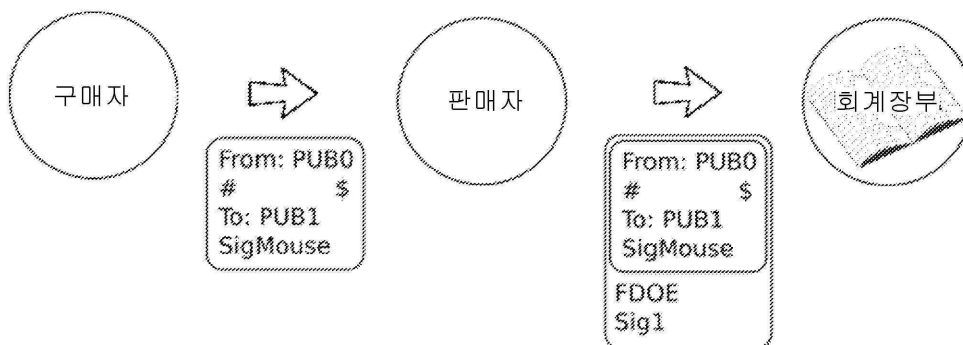 구매자
판매자
회계장부
From: PUB0
# $
To: PUB1
SigMouse
From: PUB0
# $
To: PUB1
SigMouse
FDOE
Sig1